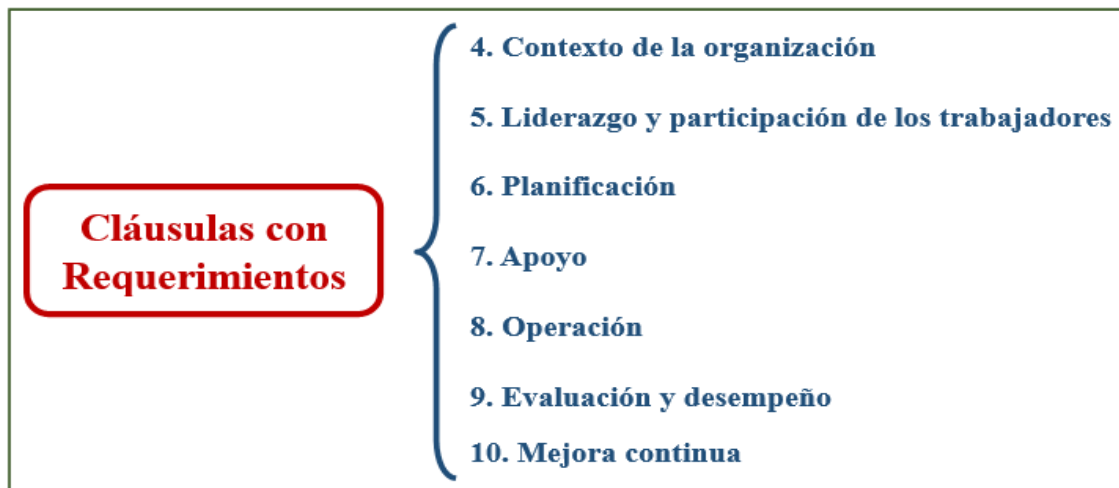 Cláusulas con
Requerimientos
4. Contexto de la organización
5. Liderazgo y participación de los trabajadores
6. Planificación
7. Apoyo
8. Operación
9. Evaluación y desempeño
10. Mejora continua